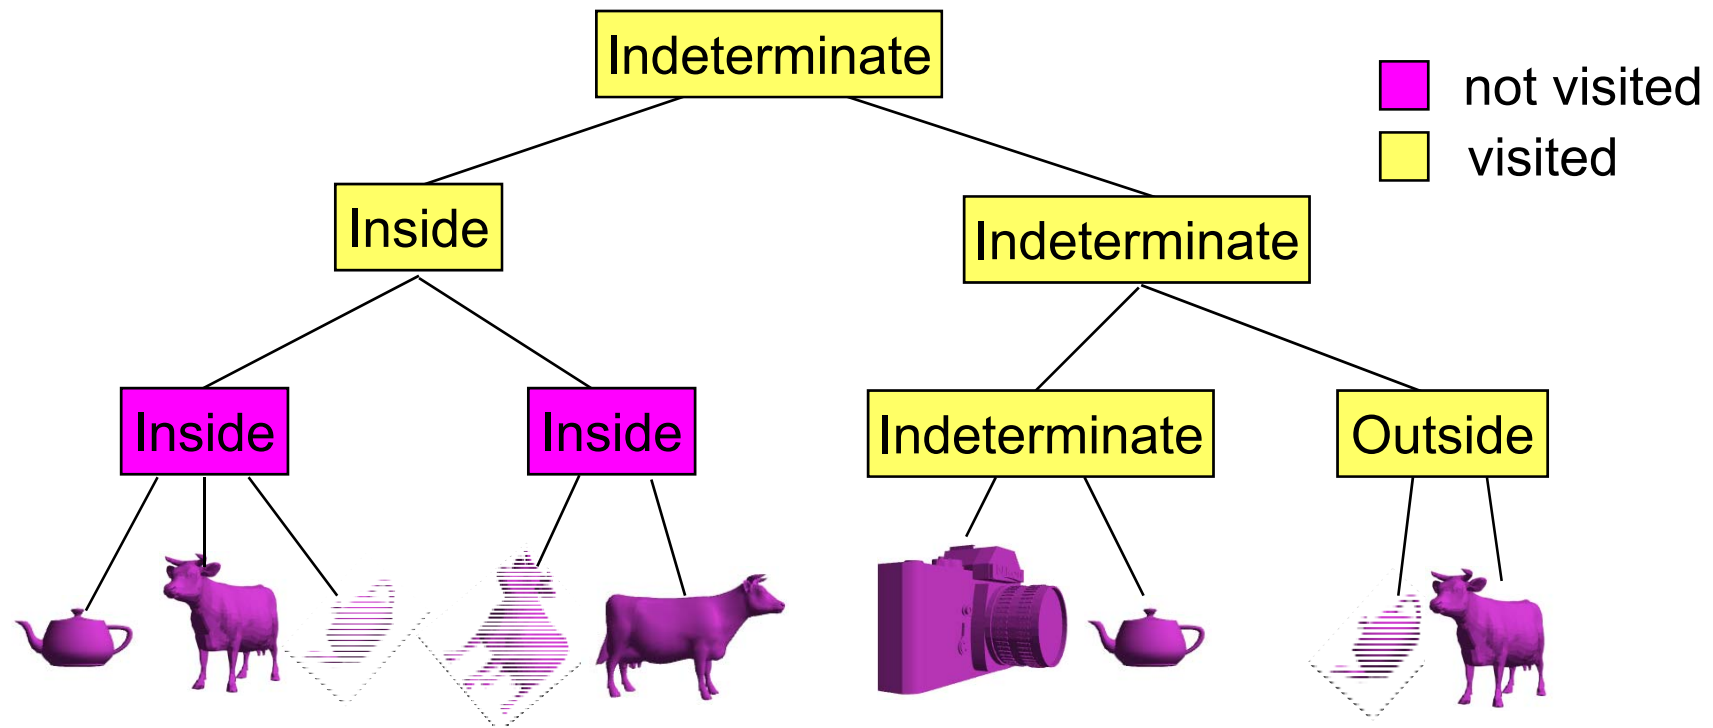 Indeterminate
not visited
visited
Inside
Indeterminate
Inside
Inside
Indeterminate
Outside